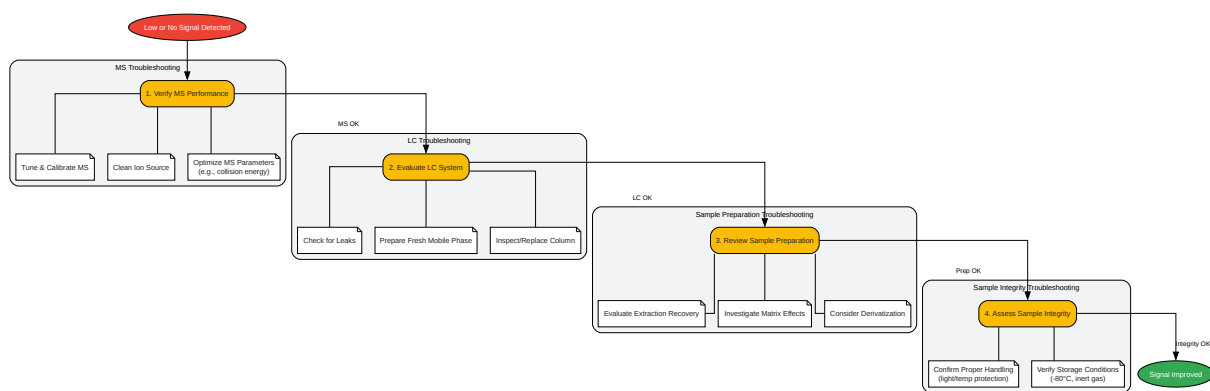 Low or No Signal Detected
MS Troubleshooting
1. Verify MS Performance
Tune & Calibrate MS
Clean Ion Source
Optimize MS Parameters
(e.g., collision energy)
MS OK
LC Troubleshooting
2. Evaluate LC System
Check for Leaks
Prepare Fresh Mobile Phase
Inspect/Replace Column
LC OK
Sample Preparation Troubleshooting
3. Review Sample Preparation
Evaluate Extraction Recovery
Investigate Matrix Effects
Consider Derivatization
Prep OK
Sample Integrity Troubleshooting
4. Assess Sample Integrity
Confirm Proper Handling
(light/temp protection)
Verify Storage Conditions
(-80°C, inert gas)
Integrity OK
Signal Improved